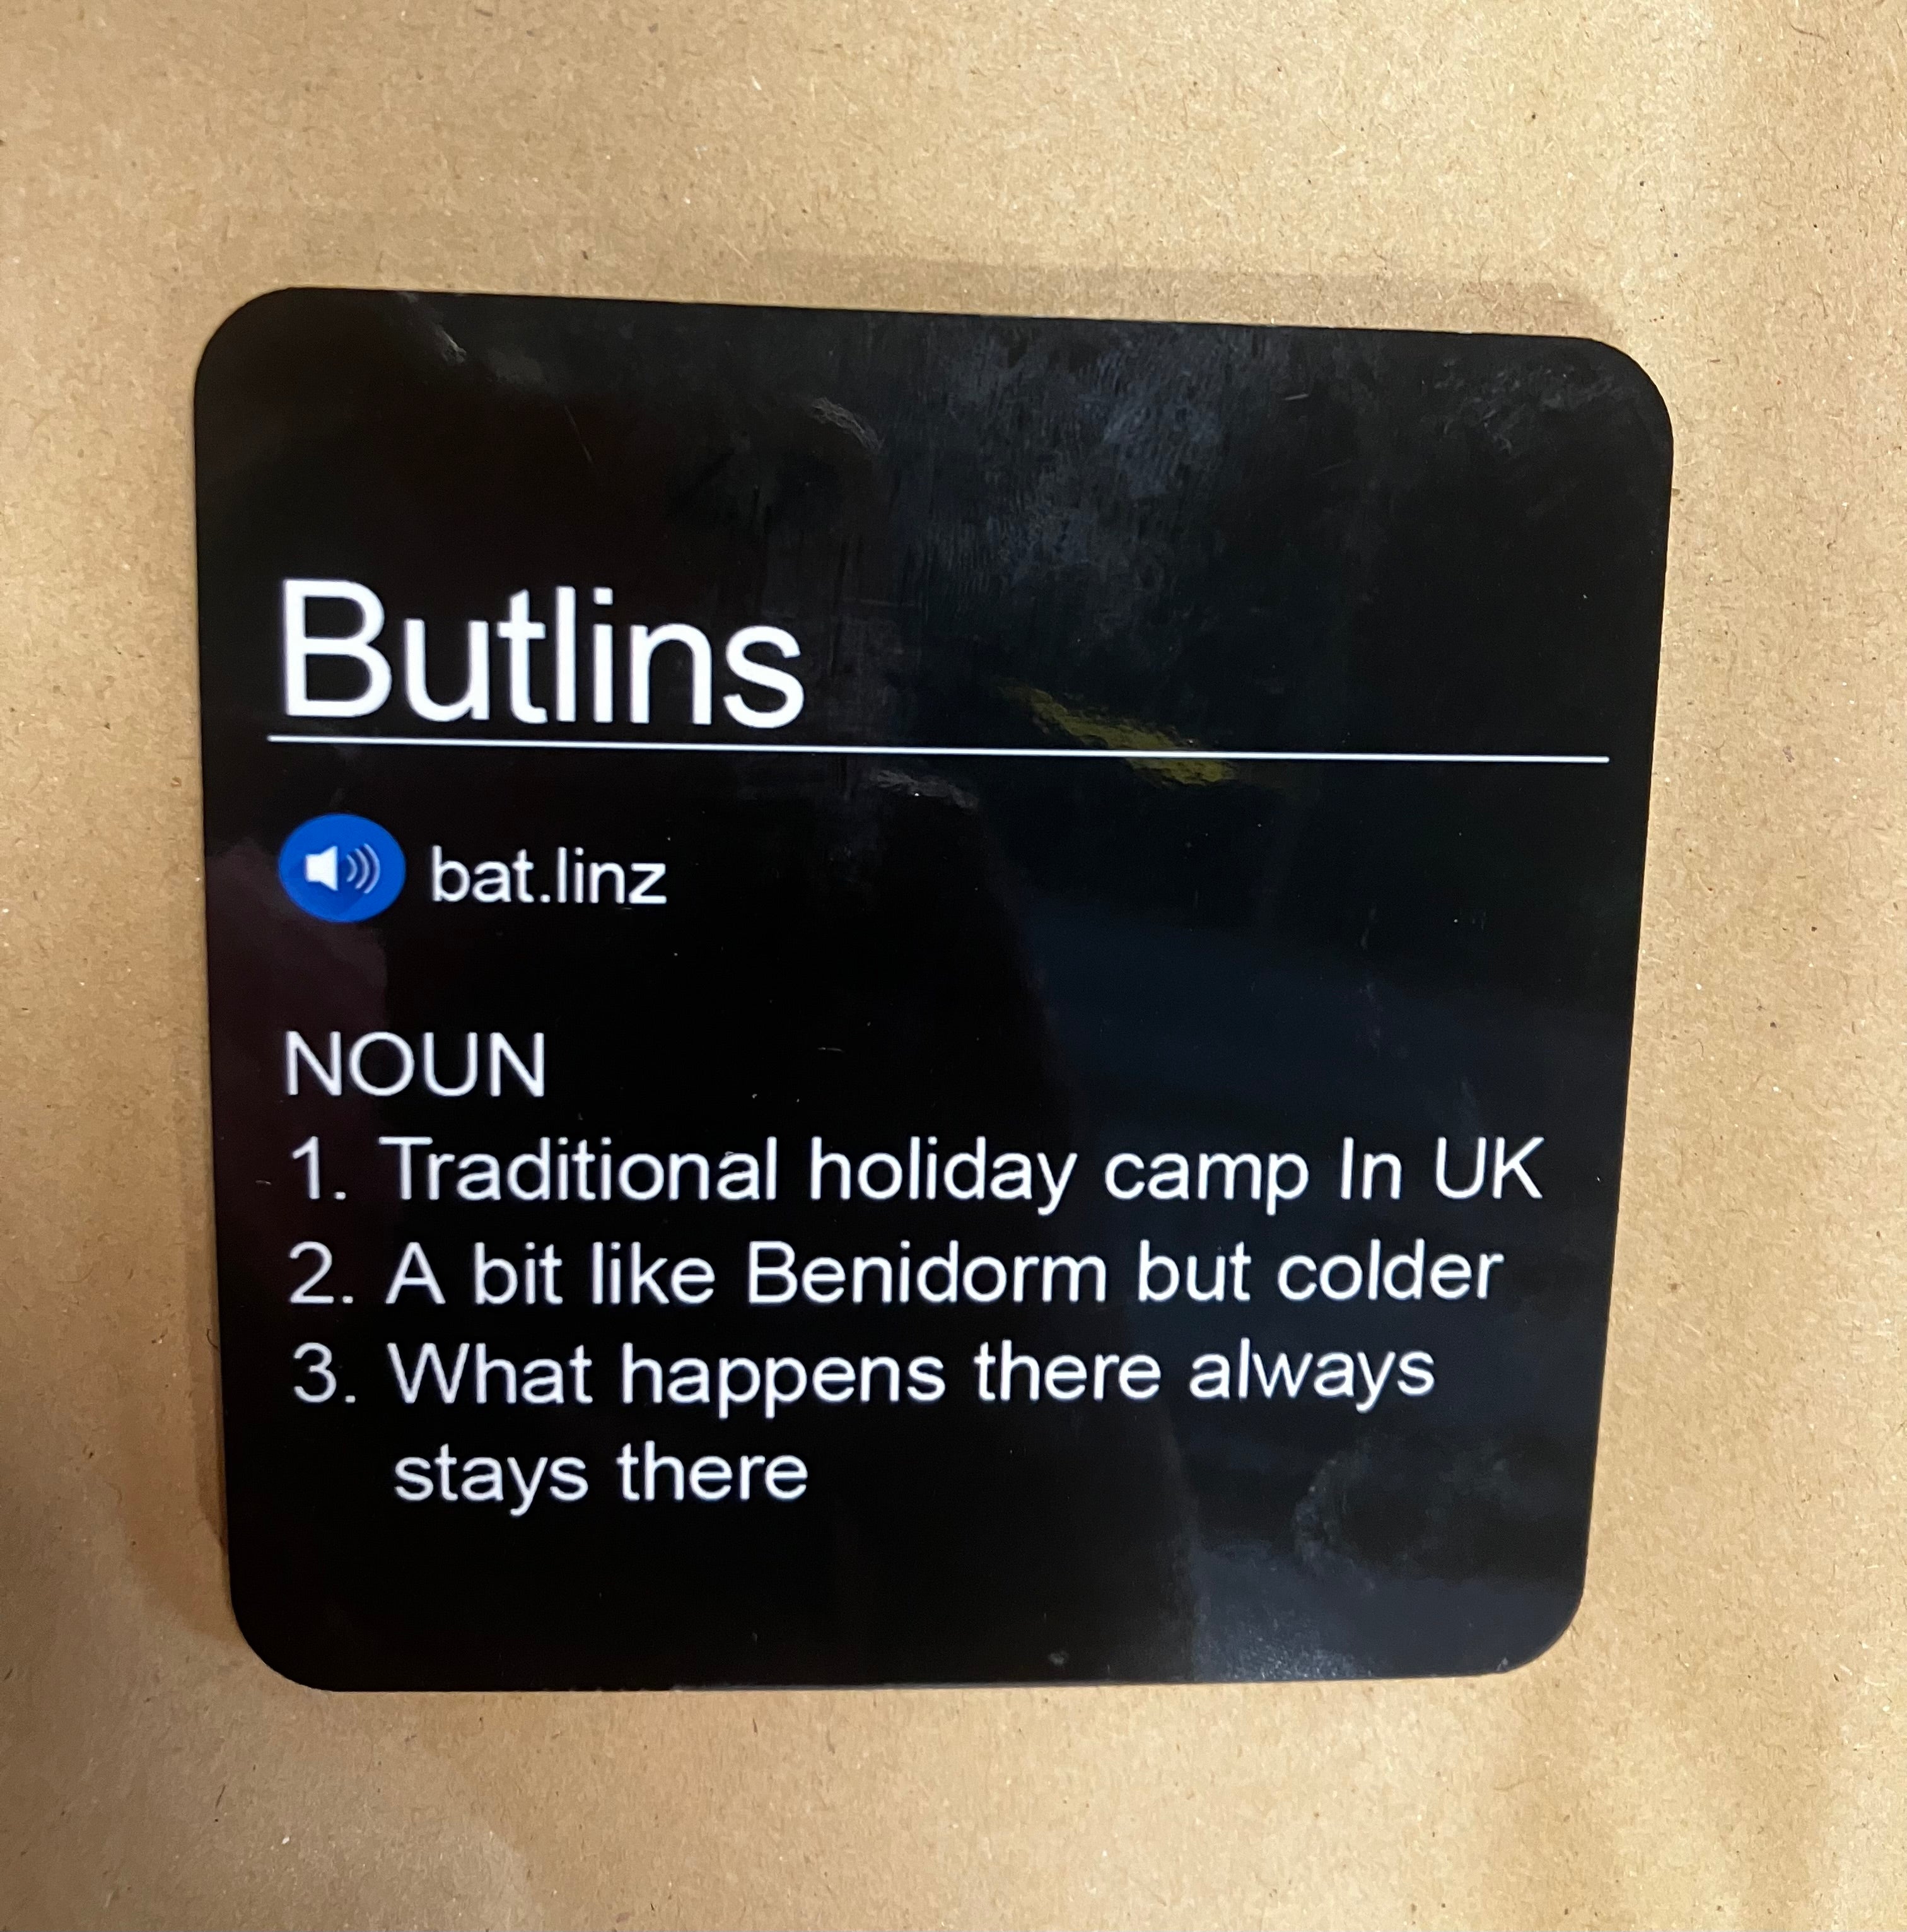 Butlins
bat.linz
NOUN
1. Traditional holiday camp In UK
2. A bit like Benidorm but colder
3. What happens there always
stays there